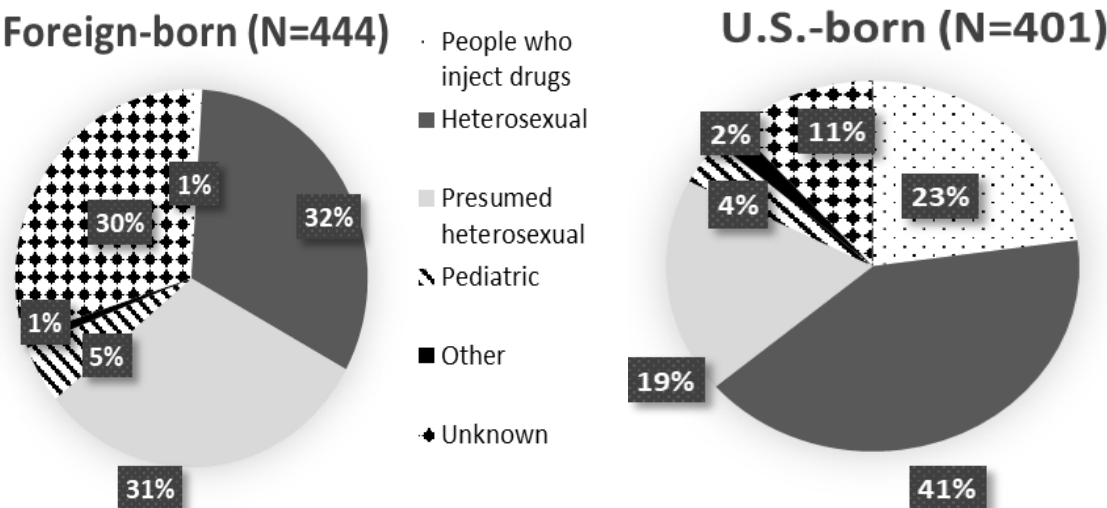 Foreign-born (N=444)
1%
32%
30%
1%
5%
31%
People who
inject drugs
Heterosexual
Presumed
heterosexual
Pediatric
Other
Unknown
U.S.-born (N=401)
2%
11%
23%
4%
19%
41%